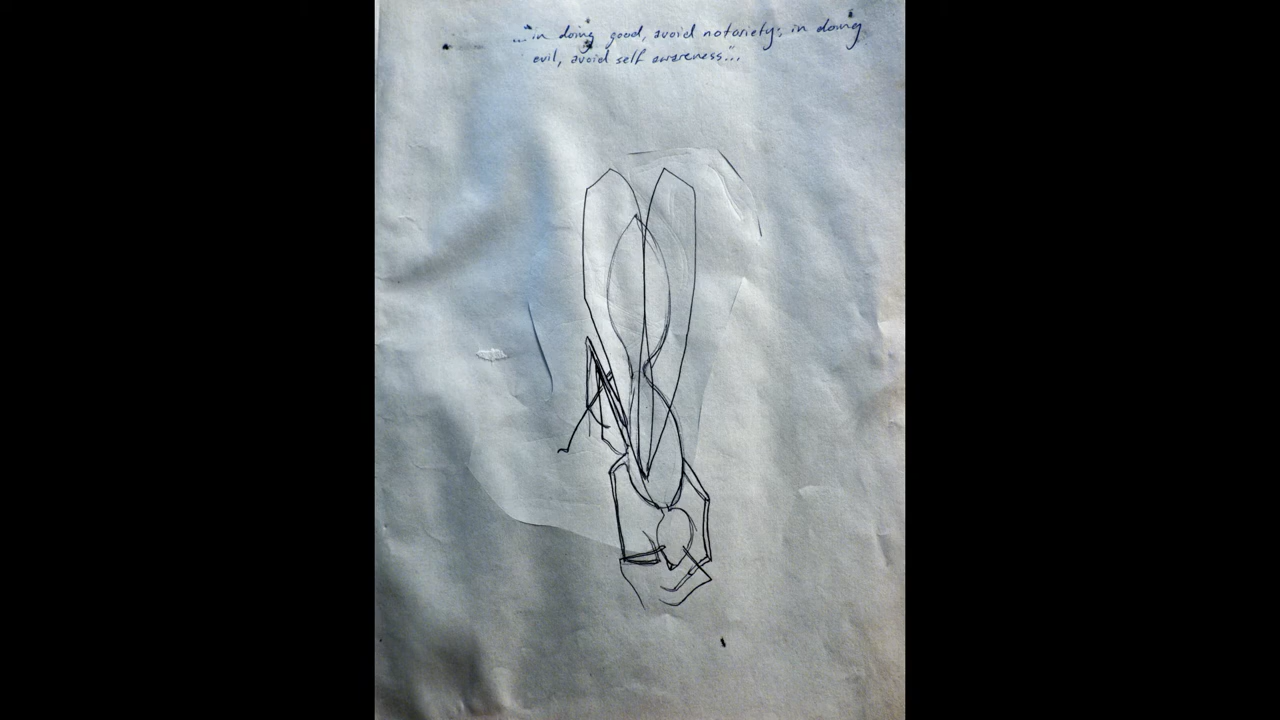 ..."in doing good, avoid notoriety; in doing
evil, avoid self awareness"...